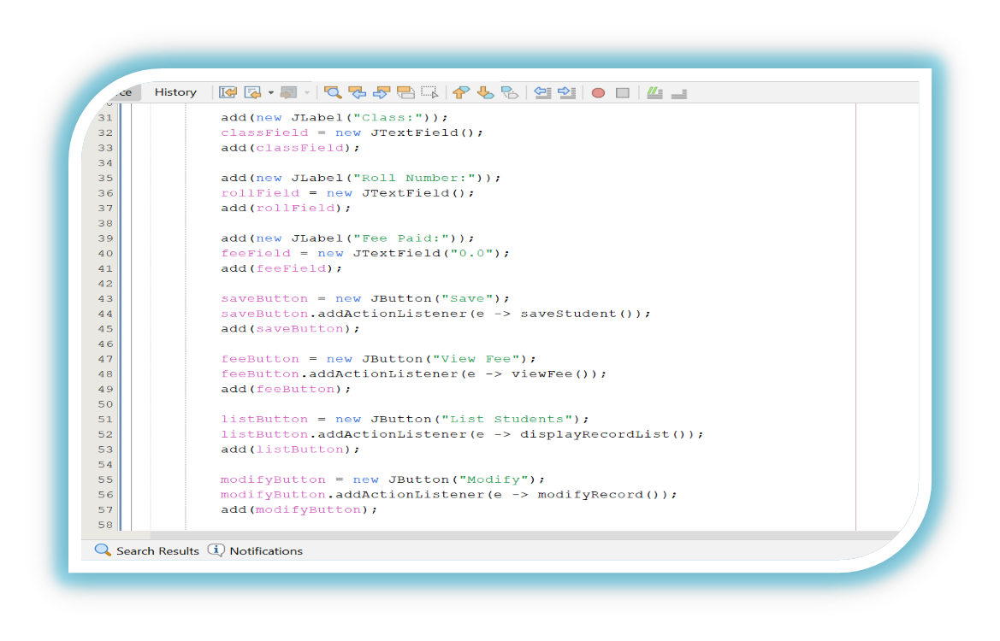 History
31 add(new JLabel("Class:"));
32 classField = new JTextField();
33 add(classField);
34
35 add(new JLabel("Roll Number:"));
36 rollField = new JTextField();
37 add(rollField);
38
39 add(new JLabel("Fee Paid:"));
40 feeField = new JTextField("0.0");
41 add(feeField);
42
43 saveButton = new JButton("Save");
44 saveButton.addActionListener(e -> saveStudent());
45 add(saveButton);
46
47 feeButton = new JButton("View Fee");
48 feeButton.addActionListener(e -> viewFee());
49 add(feeButton);
50
51 listButton = new JButton("List Students");
52 listButton.addActionListener(e -> displayRecordList());
53 add(listButton);
54
55 modifyButton = new JButton("Modify");
56 modifyButton.addActionListener(e -> modifyRecord());
57 add(modifyButton);
58
Search Results Notifications